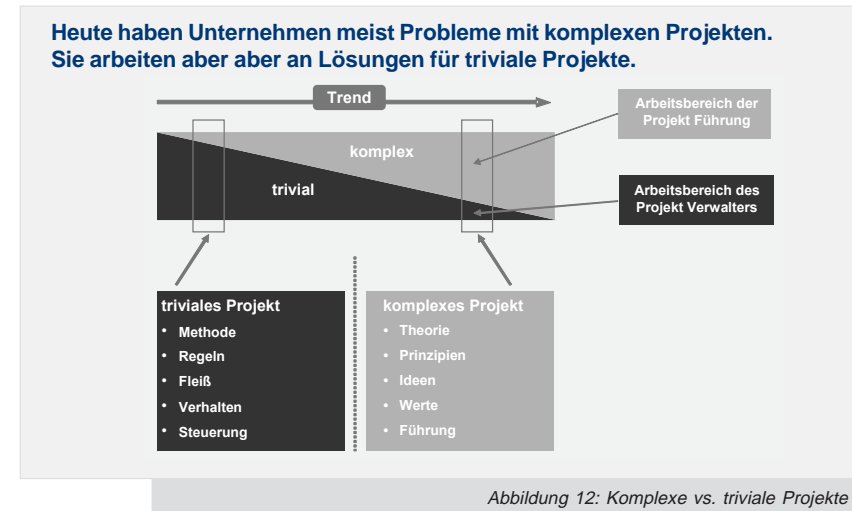 Heute haben Unternehmen meist Probleme mit komplexen Projekten.
Sie arbeiten aber aber an Lösungen für triviale Projekte.
Trend
Arbeitsbereich der
Projekt Führung
komplex
trivial
Arbeitsbereich des
Projekt Verwalters
triviales Projekt
• Methode
• Regeln
• Fleiß
• Verhalten
• Steuerung
komplexes Projekt
• Theorie
• Prinzipien
• Ideen
• Werte
• Führung
Abbildung 12: Komplexe vs. triviale Projekte